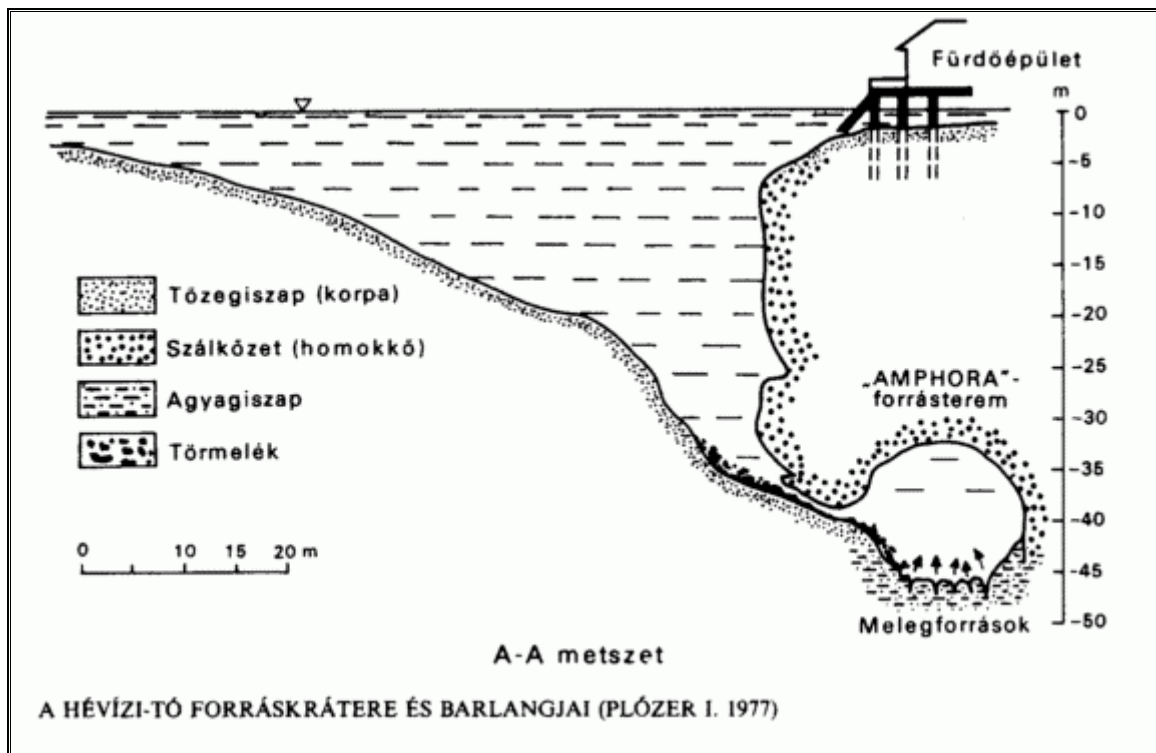 Fürdőépület
m
0
-5
-10
-15
-20
-25
-30
-35
-40
-45
-50
Tőzegiszap (korpa)
Szálkőzet (homokkő)
Agyagiszap
Törmelék
„AMPHORA"-
forrásterem
0 10 15 20 m
Melegforrások
A-A metszet
A HÉVÍZI-TÓ FORRÁSKRÁTERE ÉS BARLANGJAI (PLÓZER I. 1977)